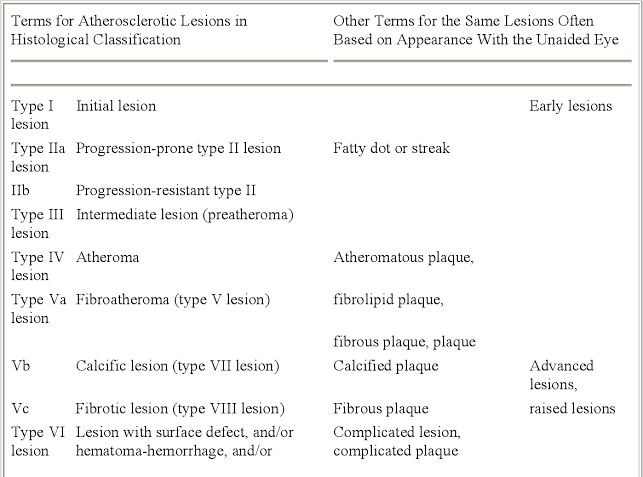 Terms for Atherosclerotic Lesions in
Histological Classification
Other Terms for the Same Lesions Often
Based on Appearance With the Unaided Eye
Type I Initial lesion Early lesions
lesion
Type IIa Progression-prone type II lesion Fatty dot or streak
lesion
IIb Progression-resistant type II
Type III Intermediate lesion (preatheroma)
lesion
Type IV Atheroma Atheromatous plaque,
lesion
Type Va Fibroatheroma (type V lesion) fibrolipid plaque,
lesion
fibrous plaque, plaque
Vb Calcific lesion (type VII lesion) Calcified plaque Advanced
lesions,
Vc Fibrotic lesion (type VIII lesion) Fibrous plaque raised lesions
Type VI Lesion with surface defect, and/or Complicated lesion,
lesion hematoma-hemorrhage, and/or complicated plaque